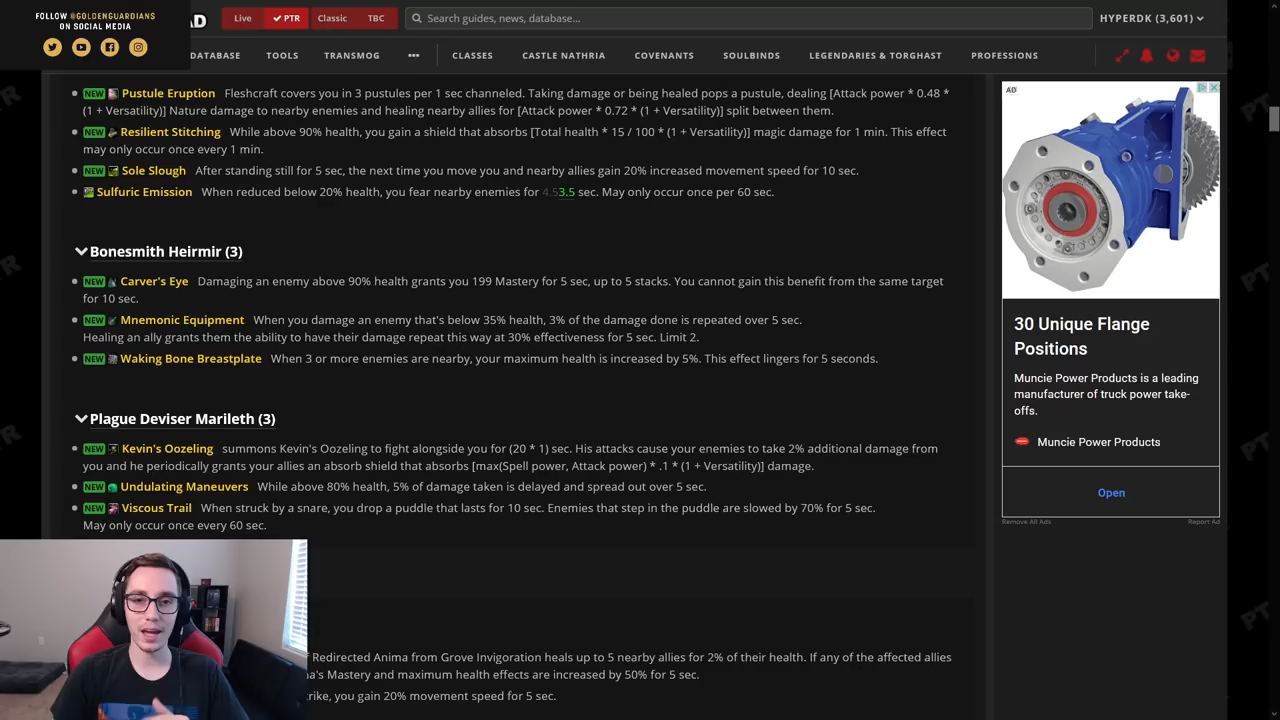 FOLLOW @GOLDENGUARDIANS
ON SOCIAL MEDIA
AD
Live
PTR
Classic
TBC
Search guides, news, database...
HYPERDK (3,601)
DATABASE
TOOLS
TRANSMOG
CLASSES
CASTLE NATHRIA
COVENANTS
SOULBINDS
LEGENDARIES & TORGHAST
PROFESSIONS
NEW Pustule Eruption Fleshcraft covers you in 3 pustules per 1 sec channeled. Taking damage or being healed pops a pustule, dealing [Attack power * 0.48 *
(1 + Versatility)] Nature damage to nearby enemies and healing nearby allies for [Attack power * 0.72 * (1 + Versatility)] split between them.
NEW Resilient Stitching While above 90% health, you gain a shield that absorbs [Total health * 15 / 100 * (1 + Versatility)] magic damage for 1 min. This effect
may only occur once every 1 min.
NEW Sole Slough After standing still for 5 sec, the next time you move you and nearby allies gain 20% increased movement speed for 10 sec.
Sulfuric Emission When reduced below 20% health, you fear nearby enemies for 4.53.5 sec. May only occur once per 60 sec.
Bonesmith Heirmir (3)
NEW Carver's Eye Damaging an enemy above 90% health grants you 199 Mastery for 5 sec, up to 5 stacks. You cannot gain this benefit from the same target
for 10 sec.
NEW Mnemonic Equipment When you damage an enemy that's below 35% health, 3% of the damage done is repeated over 5 sec.
Healing an ally grants them the ability to have their damage repeat this way at 30% effectiveness for 5 sec. Limit 2.
NEW Waking Bone Breastplate When 3 or more enemies are nearby, your maximum health is increased by 5%. This effect lingers for 5 seconds.
Plague Deviser Marileth (3)
NEW Kevin's Oozeling summons Kevin's Oozeling to fight alongside you for (20 * 1) sec. His attacks cause your enemies to take 2% additional damage from
you and he periodically grants your allies an absorb shield that absorbs [max(Spell power, Attack power) * .1 * (1 + Versatility)] damage.
NEW Undulating Maneuvers While above 80% health, 5% of damage taken is delayed and spread out over 5 sec.
NEW Viscous Trail When struck by a snare, you drop a puddle that lasts for 10 sec. Enemies that step in the puddle are slowed by 70% for 5 sec.
May only occur once every 60 sec.
Redirected Anima from Grove Invigoration heals up to 5 nearby allies for 2% of their health. If any of the affected allies
Mastery and maximum health effects are increased by 50% for 5 sec.
you gain 20% movement speed for 5 sec.
AD
30 Unique Flange
Positions
Muncie Power Products is a leading
manufacturer of truck power take-
offs.
Muncie Power Products
Open
Remove All Ads
Report Ad